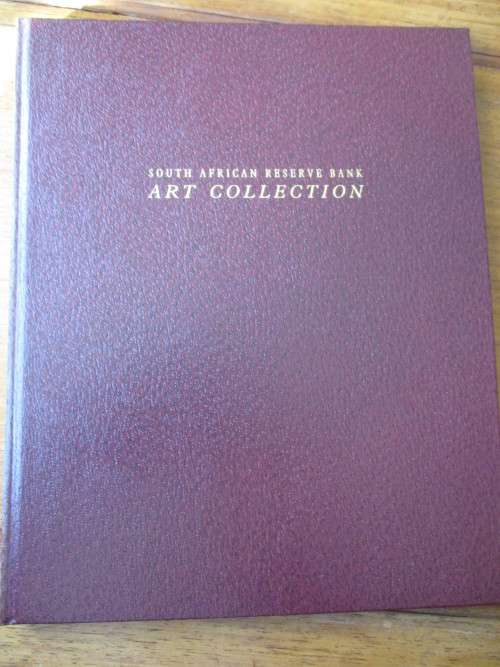 SOUTH AFRICAN RESERVE BANK
ART COLLECTION